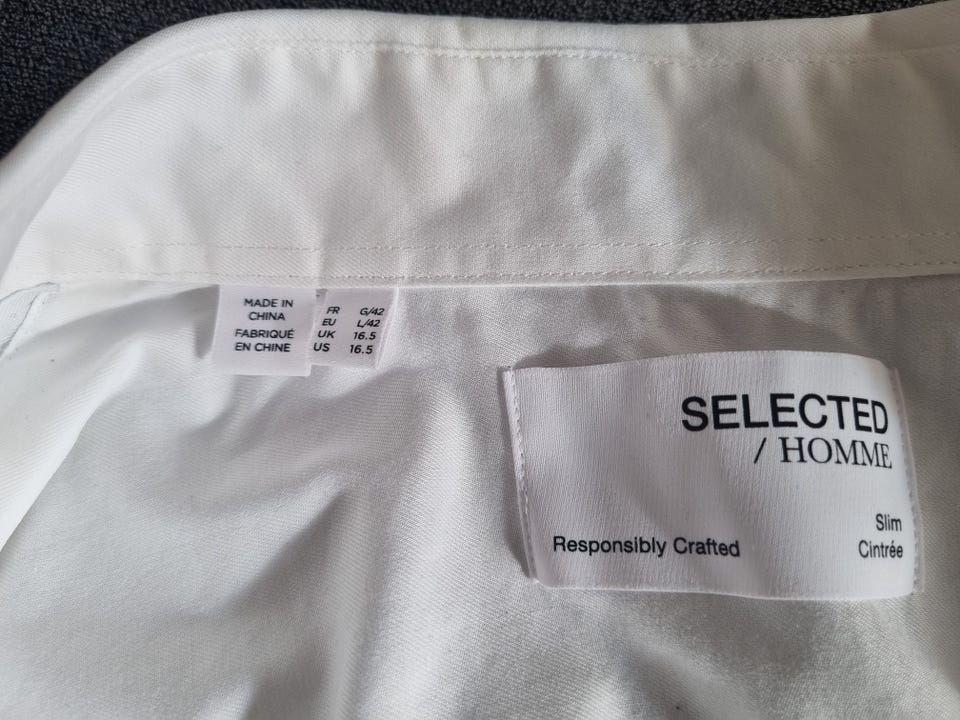 MADE IN
CHINA
FABRIQUÉ
EN CHINE
FR G/42
EU L/42
UK 16.5
US 16.5
SELECTED
/ HOMME
Slim
Responsibly Crafted Cintrée